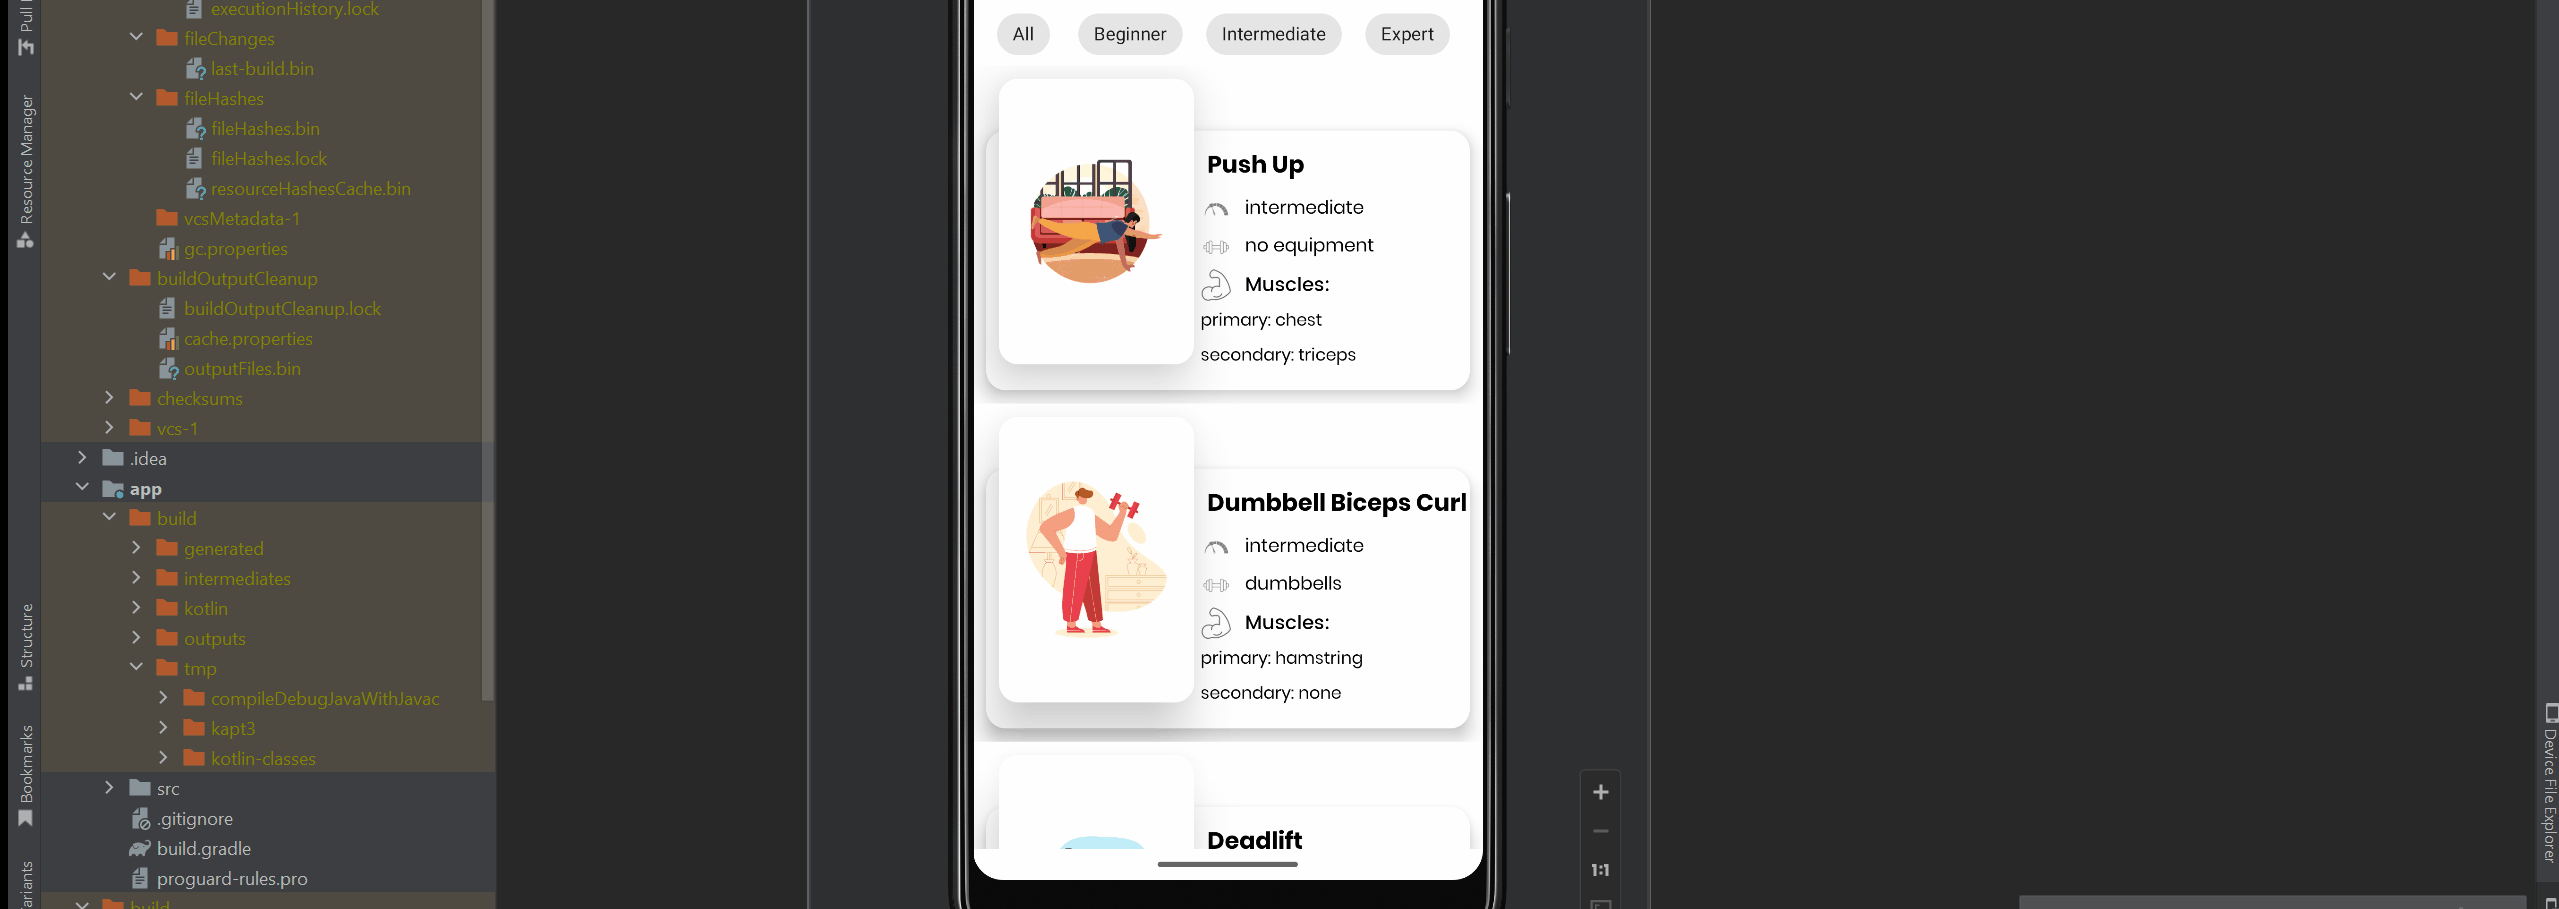 Pull
Resource Manager
Structure
Bookmarks
executionHistory.lock
fileChanges
last-build.bin
fileHashes
fileHashes.bin
fileHashes.lock
resourceHashesCache.bin
vcsMetadata-1
gc.properties
buildOutputCleanup
buildOutputCleanup.lock
cache.properties
outputFiles.bin
checksums
vcs-1
.idea
app
build
generated
intermediates
kotlin
outputs
tmp
compileDebugJavaWithJavac
kapt3
kotlin-classes
src
.gitignore
build.gradle
proguard-rules.pro
build
All Beginner Intermediate Expert
Push Up
intermediate
no equipment
Muscles:
primary: chest
secondary: triceps
Dumbbell Biceps Curl
intermediate
dumbbells
Muscles:
primary: hamstring
secondary: none
Deadlift
1:1
Device File Explorer